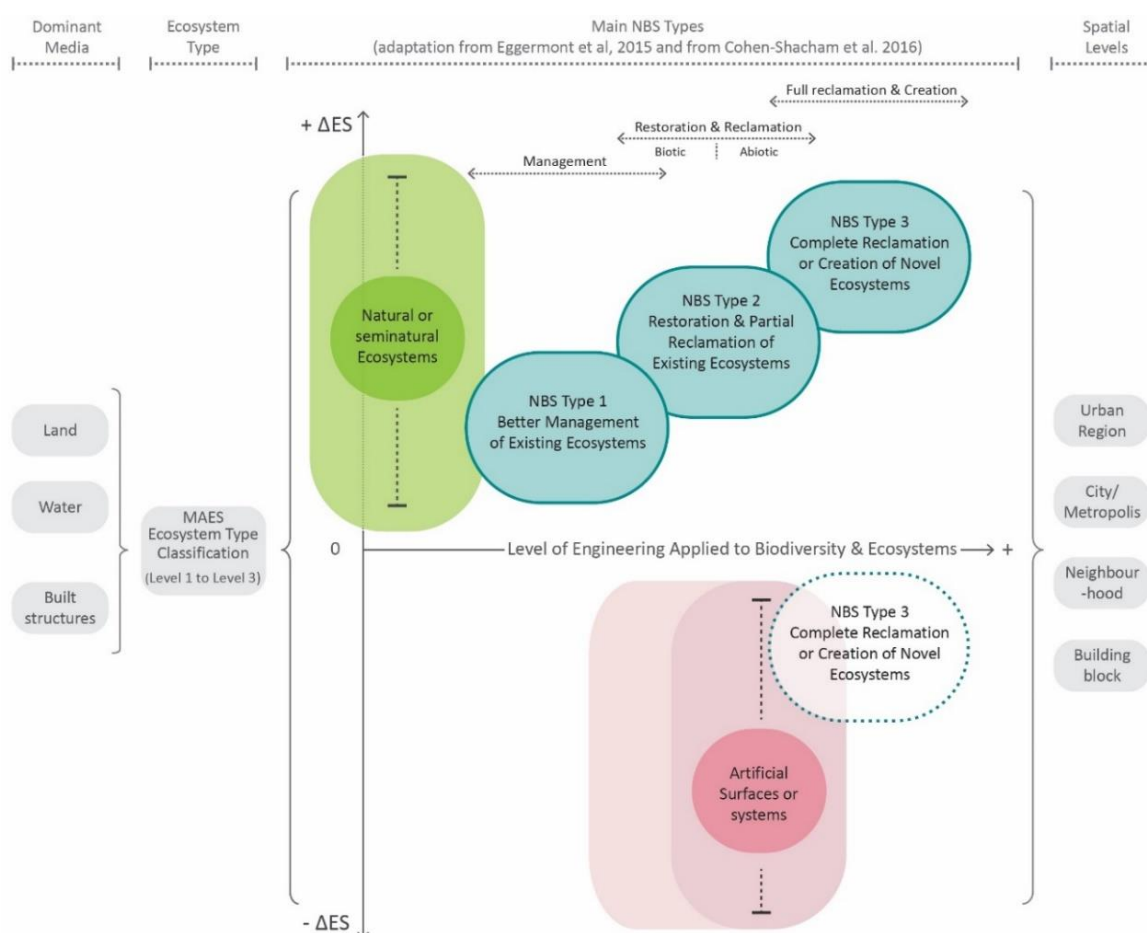 Dominant
Media
Ecosystem
Type
Main NBS Types
(adaptation from Eggermont et al, 2015 and from Cohen-Shacham et al. 2016)
Spatial
Levels
Full reclamation & Creation
+ ΔES
Restoration & Reclamation
Biotic
Abiotic
Management
NBS Type 3
Complete Reclamation
or Creation of Novel
Ecosystems
NBS Type 2
Restoration & Partial
Reclamation of
Existing Ecosystems
Natural or
seminatural
Ecosystems
NBS Type 1
Better Management
of Existing Ecosystems
Land
Water
Built
structures
MAES
Ecosystem Type
Classification
(Level 1 to Level 3)
0
Level of Engineering Applied to Biodiversity & Ecosystems
+
NBS Type 3
Complete Reclamation
or Creation of Novel
Ecosystems
Artificial
Surfaces or
systems
- ΔES
Urban
Region
City/
Metropolis
Neighbour
-hood
Building
block